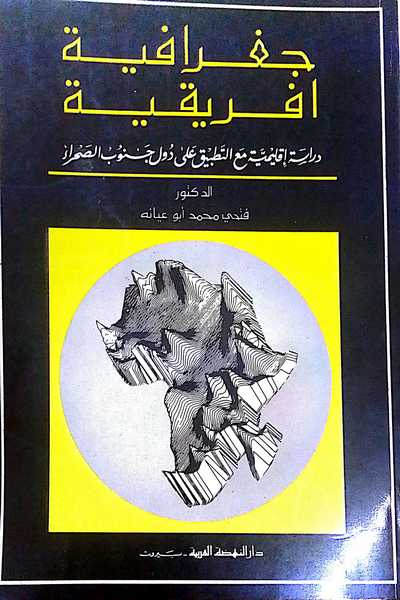 جغرافية
افريقية
دراسة إقليمية مع التطبيق على دول جنوب الصحراء
الدكتور
فتحي محمد أبو عيانه
دار النهضة العربية - بيروت